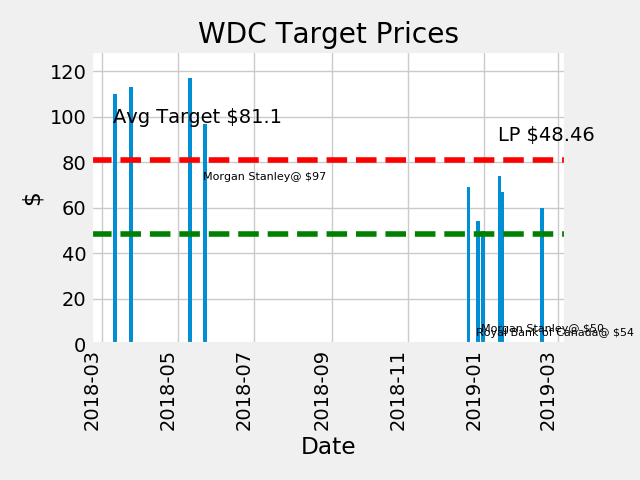 WDC Target Prices
120
100
80
60
40
20
0
$
Avg Target $81.1
LP $48.46
Morgan Stanley@ $97
Morgan Stanley@ $50
Royal Bank of Canada@ $54
2018-03
2018-05
2018-07
2018-09
2018-11
2019-01
2019-03
Date